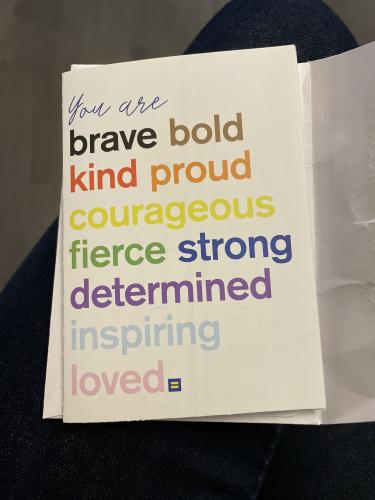 You are
brave bold
kind proud
courageous
fierce strong
determined
inspiring
loved